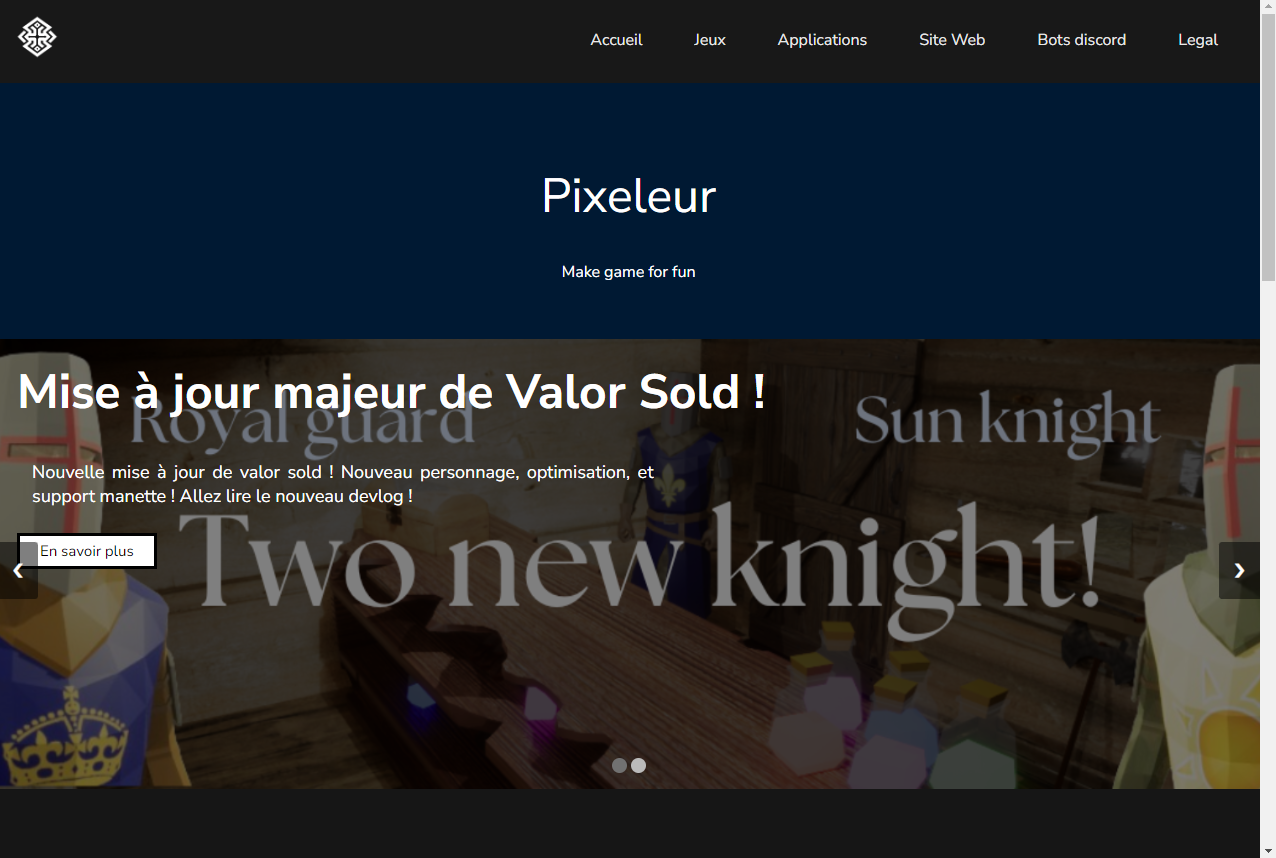 Accueil Jeux Applications Site Web Bots discord Legal
Pixeleur
Make game for fun
Mise à jour majeur de Valor Sold !
Royal guard Sun knight
Nouvelle mise à jour de valor sold ! Nouveau personnage, optimisation, et
support manette ! Allez lire le nouveau devlog !
Two new knight!
En savoir plus